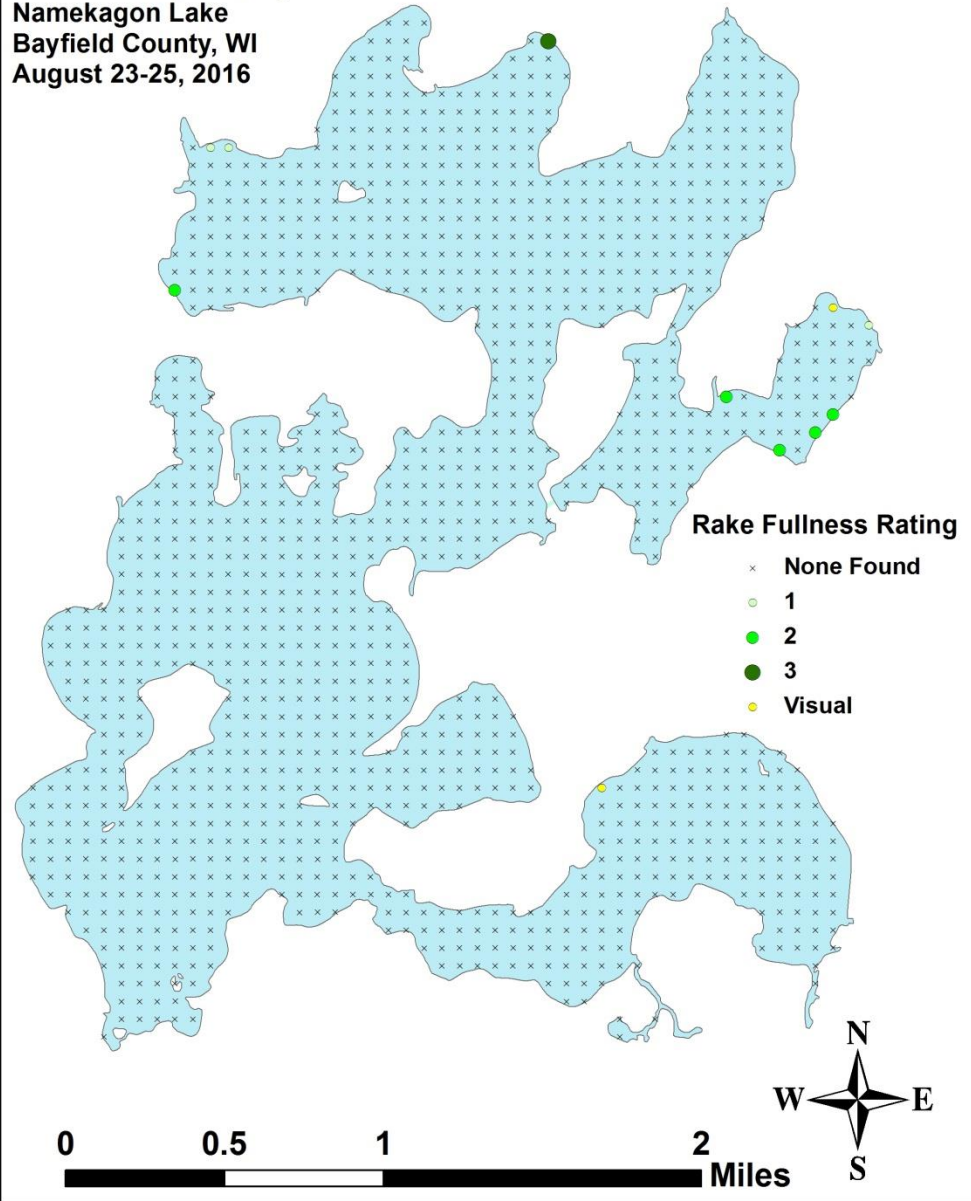 Namekagon Lake
Bayfield County, WI
August 23-25, 2016
Rake Fullness Rating
None Found
1
2
3
Visual
N
W E
S
0 0.5 1 2
Miles